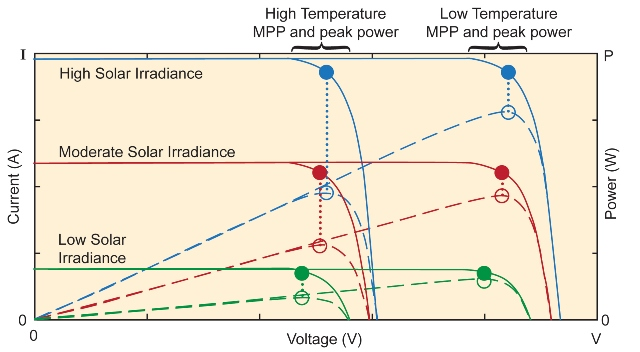 High Temperature
MPP and peak power
Low Temperature
MPP and peak power
I
P
High Solar Irradiance
Moderate Solar Irradiance
Low Solar
Irradiance
Current (A)
Power (W)
0
0
0
Voltage (V)
V